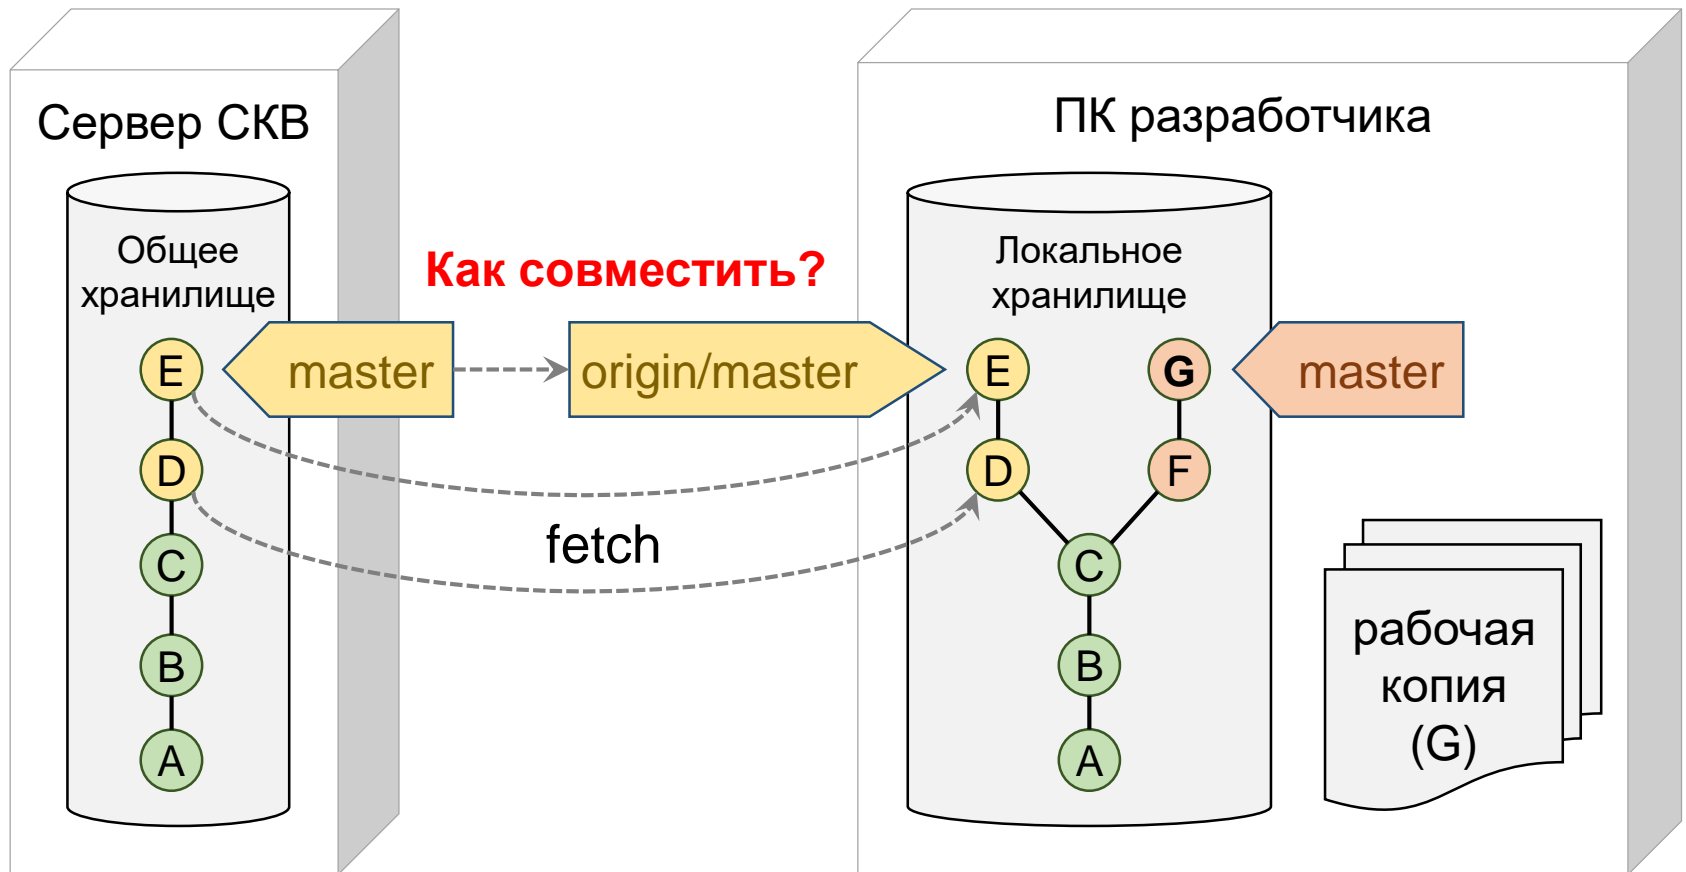 Сервер СКВ
Общее
хранилище
E
D
C
B
A
master
Как совместить?
origin/master
fetch
ПК разработчика
Локальное
хранилище
E
G
D
F
C
B
A
master
рабочая
копия
(G)